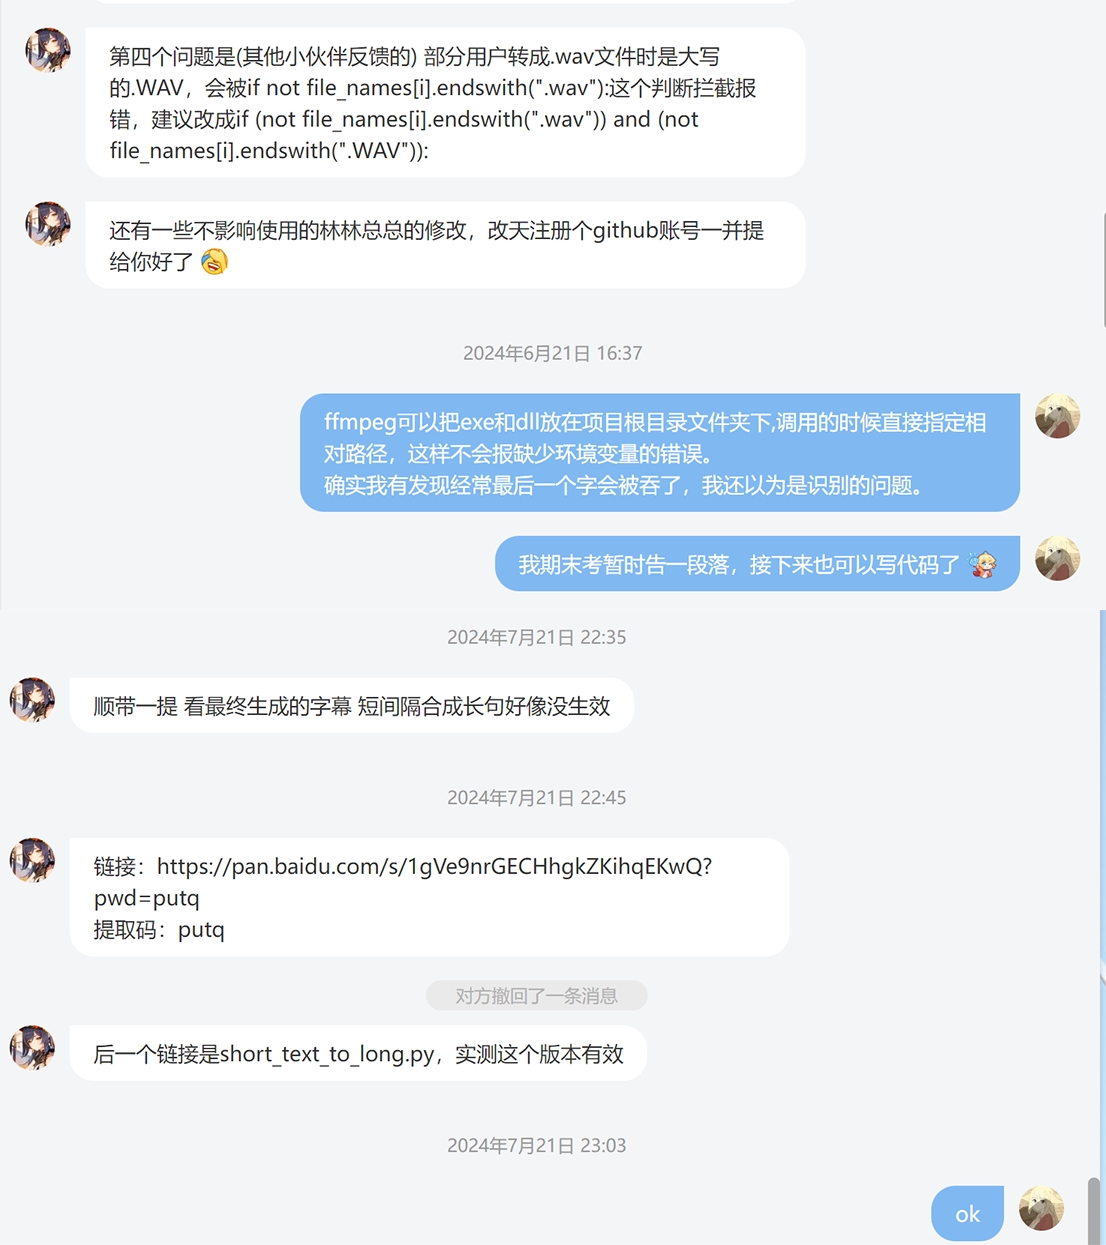 第四个问题是(其他小伙伴反馈的) 部分用户转成.wav文件时是大写
的.WAV，会被if not file_names[i].endswith(".wav"):这个判断拦截报
错，建议改成if (not file_names[i].endswith(".wav")) and (not
file_names[i].endswith(".WAV")):
还有一些不影响使用的林林总总的修改，改天注册个github账号一并提
给你好了
2024年6月21日 16:37
ffmpeg可以把exe和dll放在项目根目录文件夹下,调用的时候直接指定相
对路径，这样不会报缺少环境变量的错误。
确实我有发现经常最后一个字会被吞了，我还以为是识别的问题。
我期末考暂时告一段落，接下来也可以写代码了
2024年7月21日 22:35
顺带一提 看最终生成的字幕 短间隔合成长句好像没生效
2024年7月21日 22:45
链接：https://pan.baidu.com/s/1gVe9nrGECHhgkZKihqEKwQ?
pwd=putq
提取码：putq
对方撤回了一条消息
后一个链接是short_text_to_long.py，实测这个版本有效
2024年7月21日 23:03
ok